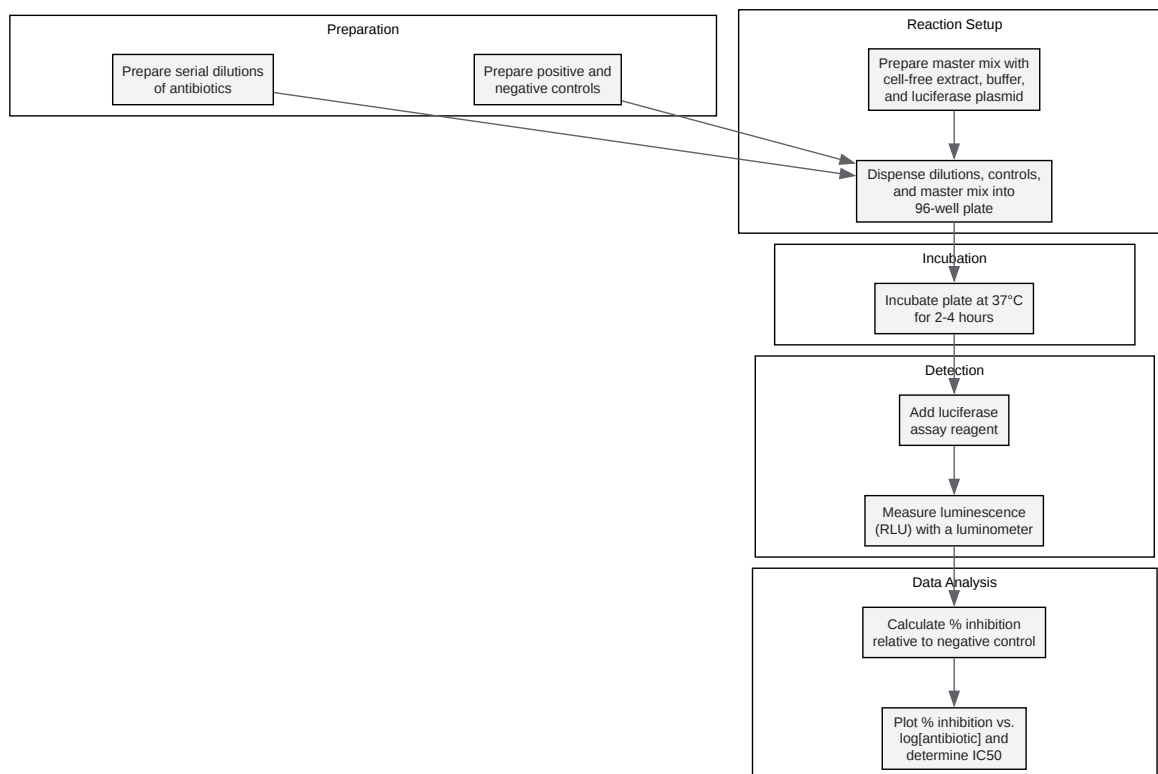 Preparation
Prepare serial dilutions
of antibiotics
Prepare positive and
negative controls
Reaction Setup
Prepare master mix with
cell-free extract, buffer,
and luciferase plasmid
Dispense dilutions, controls,
and master mix into
96-well plate
Incubation
Incubate plate at 37°C
for 2-4 hours
Detection
Add luciferase
assay reagent
Measure luminescence
(RLU) with a luminometer
Data Analysis
Calculate % inhibition
relative to negative control
Plot % inhibition vs.
log[antibiotic] and
determine IC50